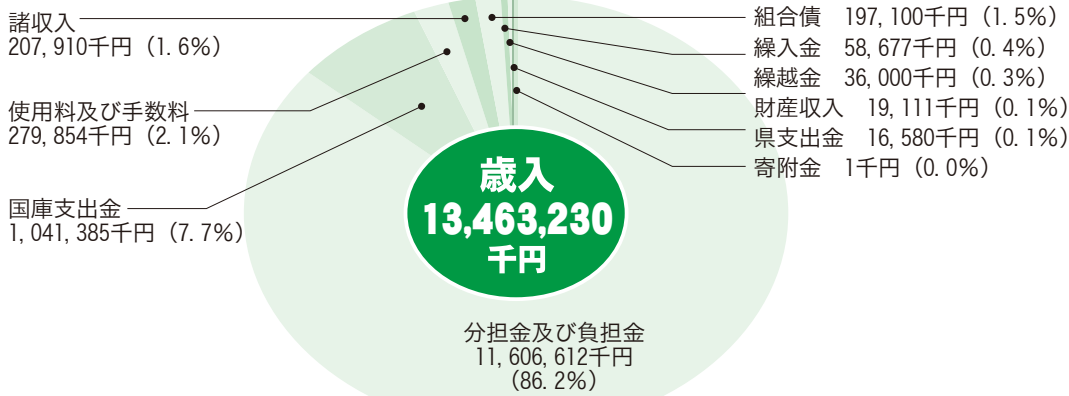 諸収入
207,910千円（1.6%）
使用料及び手数料
279,854千円（2.1%）
国庫支出金
1,041,385千円（7.7%）
組合債 197,100千円（1.5%）
繰入金 58,677千円（0.4%）
繰越金 36,000千円（0.3%）
財産収入 19,111千円（0.1%）
県支出金 16,580千円（0.1%）
寄附金 1千円（0.0%）
歳入
13,463,230
千円
分担金及び負担金
11,606,612千円
（86.2%）